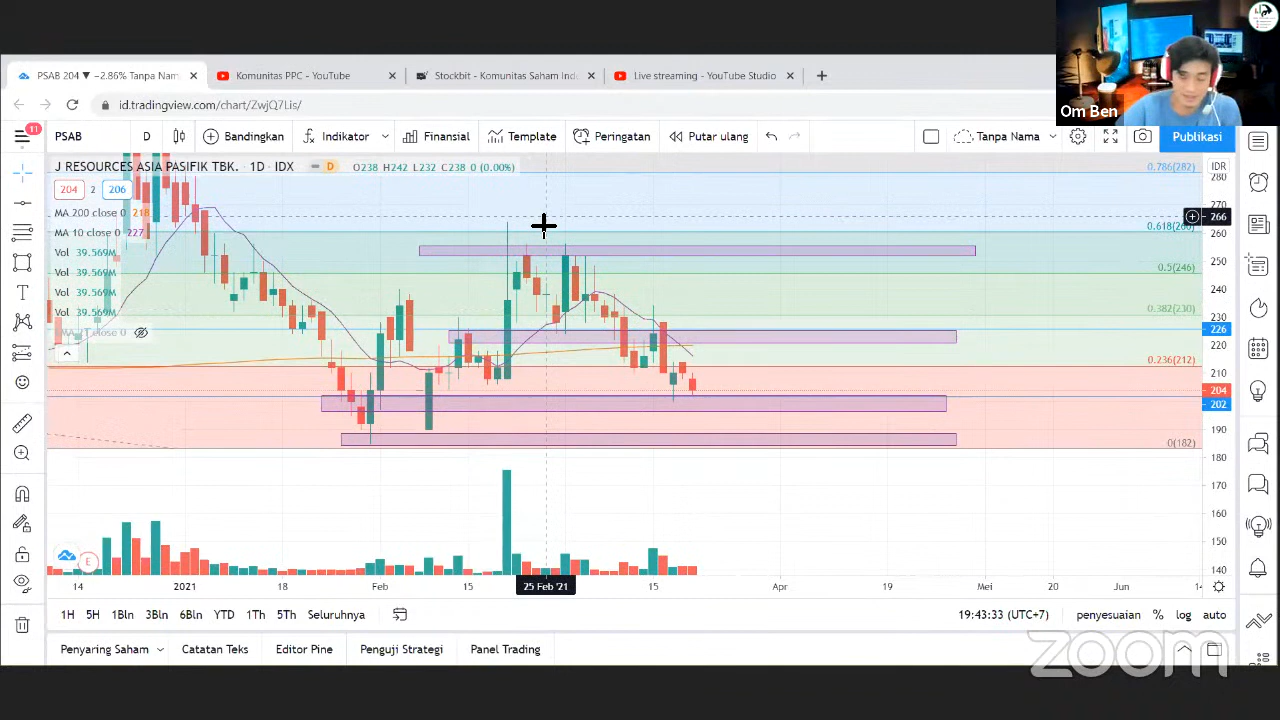 PSAB 204 ▼ −2.86% Tanpa Nam
Komunitas PPC - YouTube
Stockbit - Komunitas Saham Ind
Live streaming - YouTube Studio
id.tradingview.com/chart/ZwjQ7Lis/
Om Ben
11
PSAB D Bandingkan Indikator Finansial Template Peringatan Putar ulang Tanpa Nama Publikasi
J RESOURCES ASIA PASIFIK TBK. · 1D · IDX D O238 H242 L232 C238 0 (0.00%)
204 2 206
MA 200 close 0 218
MA 10 close 0 227
Vol 39.569M
Vol 39.569M
Vol 39.569M
Vol 39.569M
close 0
0.786(282)
0.5(246)
0.382(230)
0.236(212)
0(182)
IDR
280
270
266
260
250
240
230
226
220
210
204
202
190
180
170
160
150
140
E
14 2021 18 Feb 15 25 Feb '21 15 Apr 19 Mei 20 Jun
1H 5H 1Bln 3Bln 6Bln YTD 1Th 5Th Seluruhnya 19:43:33 (UTC+7) penyesuaian % log auto
Penyaring Saham Catatan Teks Editor Pine Penguji Strategi Panel Trading
zoom